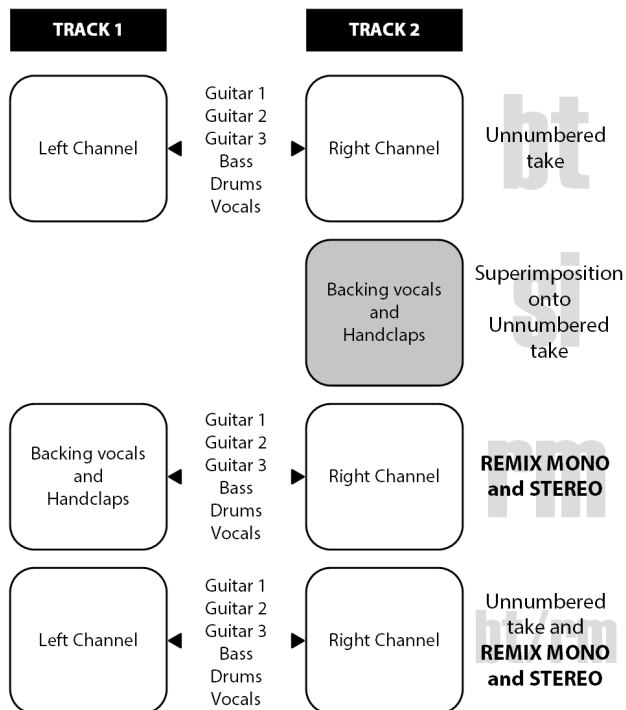 TRACK 1
TRACK 2
Left Channel
Guitar 1
Guitar 2
Guitar 3
Bass
Drums
Vocals
Right Channel
bt
Unnumbered
take
Backing vocals
and
Handclaps
si
Superimposition
onto
Unnumbered
take
Backing vocals
and
Handclaps
Guitar 1
Guitar 2
Guitar 3
Bass
Drums
Vocals
Right Channel
rm
REMIX MONO
and STEREO
Left Channel
Guitar 1
Guitar 2
Guitar 3
Bass
Drums
Vocals
Right Channel
bt/rm
Unnumbered
take and
REMIX MONO
and STEREO